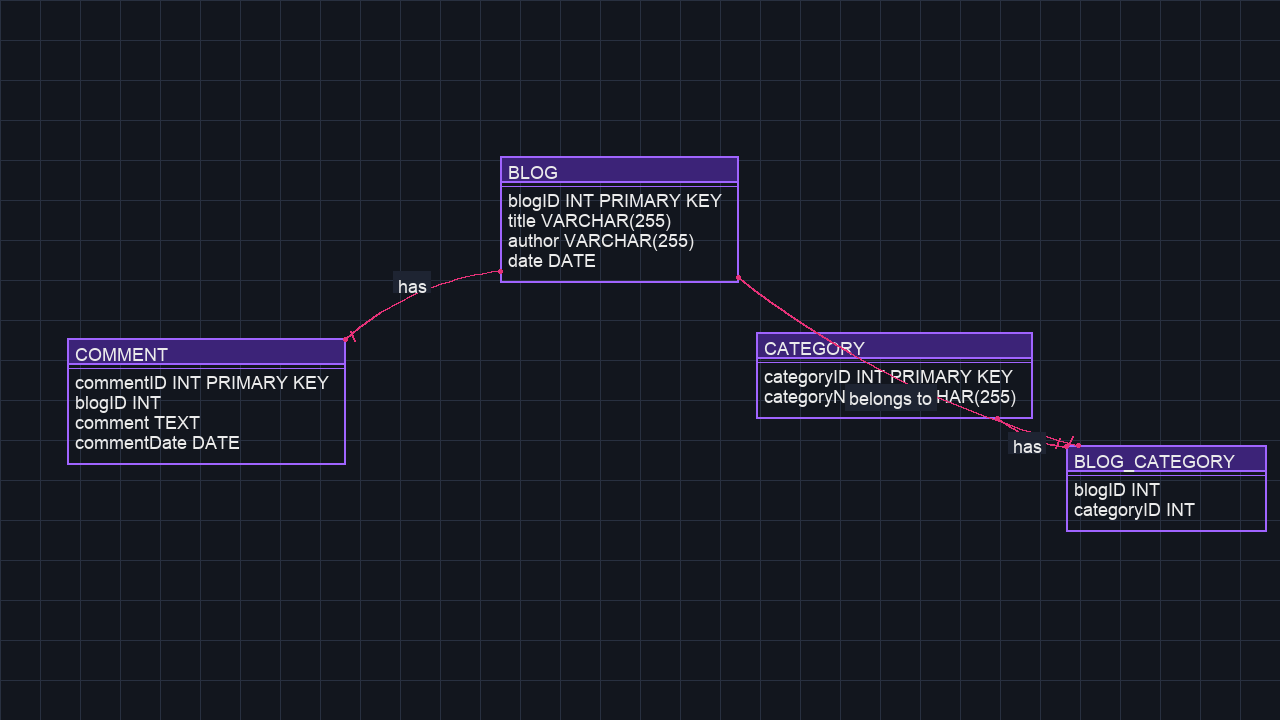 BLOG
blogID INT PRIMARY KEY
title VARCHAR(255)
author VARCHAR(255)
date DATE
has
COMMENT
commentID INT PRIMARY KEY
blogID INT
comment TEXT
commentDate DATE
CATEGORY
categoryID INT PRIMARY KEY
categoryN HAR(255)
belongs to
has
BLOG_CATEGORY
blogID INT
categoryID INT